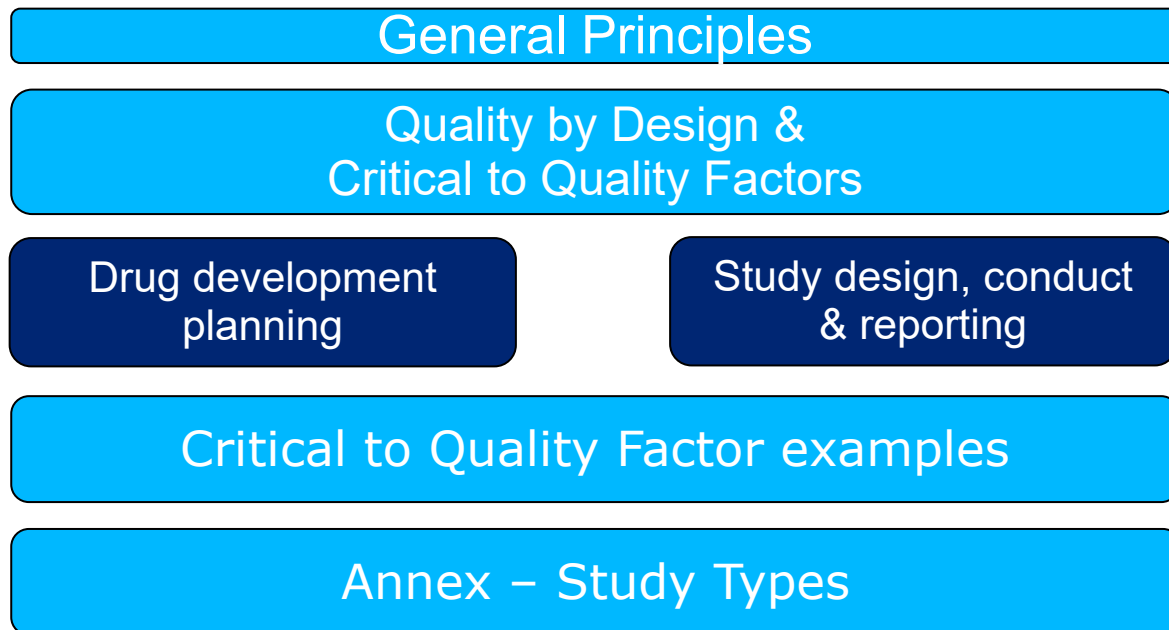 General Principles
Quality by Design &
Critical to Quality Factors
Drug development
planning
Study design, conduct
& reporting
Critical to Quality Factor examples
Annex – Study Types